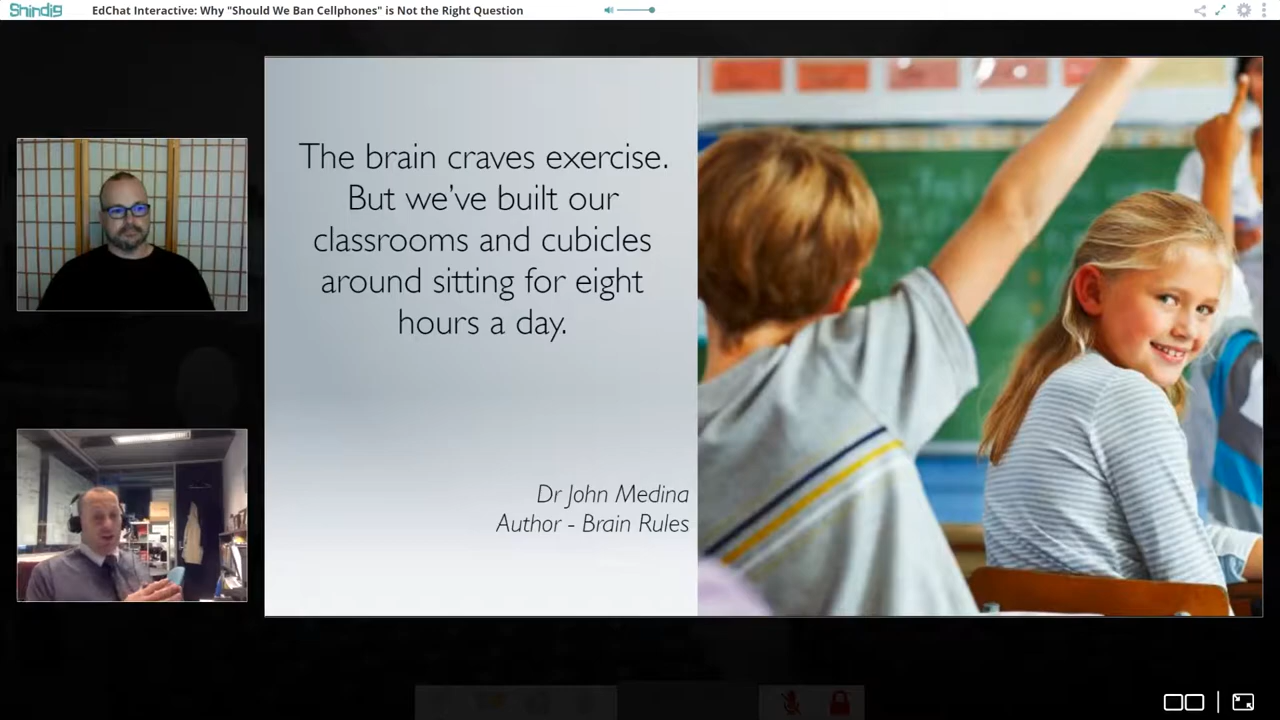 Shindig
EdChat Interactive: Why "Should We Ban Cellphones" is Not the Right Question
The brain craves exercise.
But we’ve built our
classrooms and cubicles
around sitting for eight
hours a day.
Dr John Medina
Author - Brain Rules